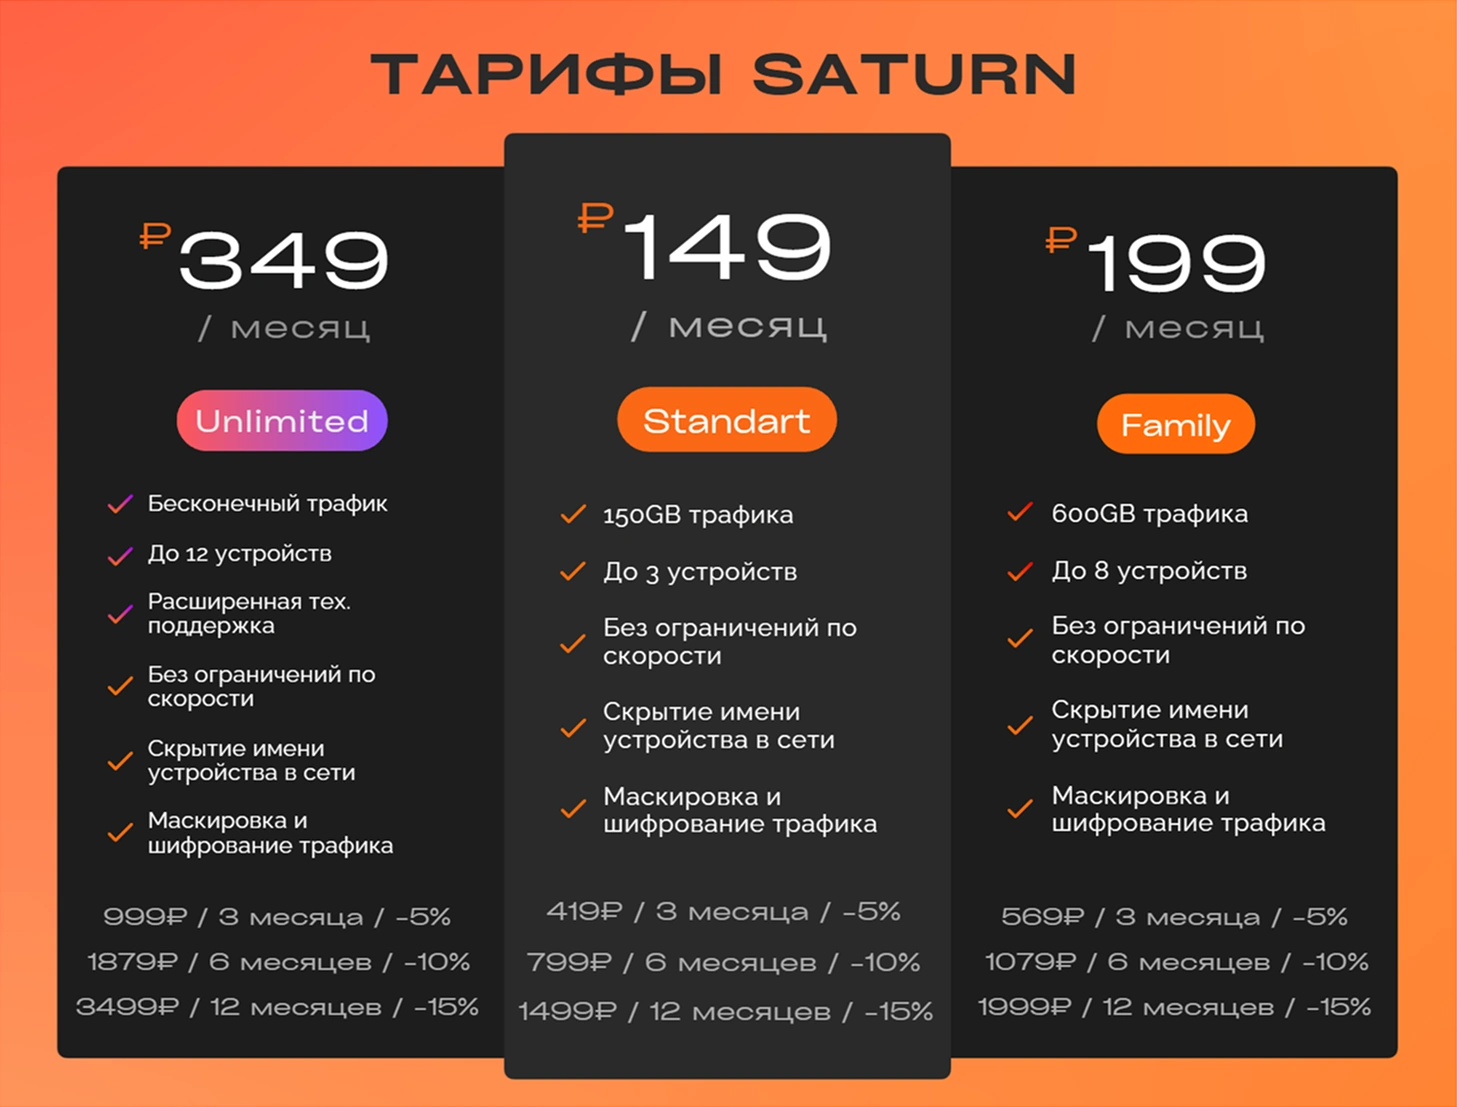 ТАРИФЫ SATURN
₽349
/ месяц
Unlimited
Бесконечный трафик
До 12 устройств
Расширенная тех.
поддержка
Без ограничений по
скорости
Скрытие имени
устройства в сети
Маскировка и
шифрование трафика
999₽ / 3 месяца / -5%
1879₽ / 6 месяцев / -10%
3499₽ / 12 месяцев / -15%
₽149
/ месяц
Standart
150GB трафика
До 3 устройств
Без ограничений по
скорости
Скрытие имени
устройства в сети
Маскировка и
шифрование трафика
419₽ / 3 месяца / -5%
799₽ / 6 месяцев / -10%
1499₽ / 12 месяцев / -15%
₽199
/ месяц
Family
600GB трафика
До 8 устройств
Без ограничений по
скорости
Скрытие имени
устройства в сети
Маскировка и
шифрование трафика
569₽ / 3 месяца / -5%
1079₽ / 6 месяцев / -10%
1999₽ / 12 месяцев / -15%